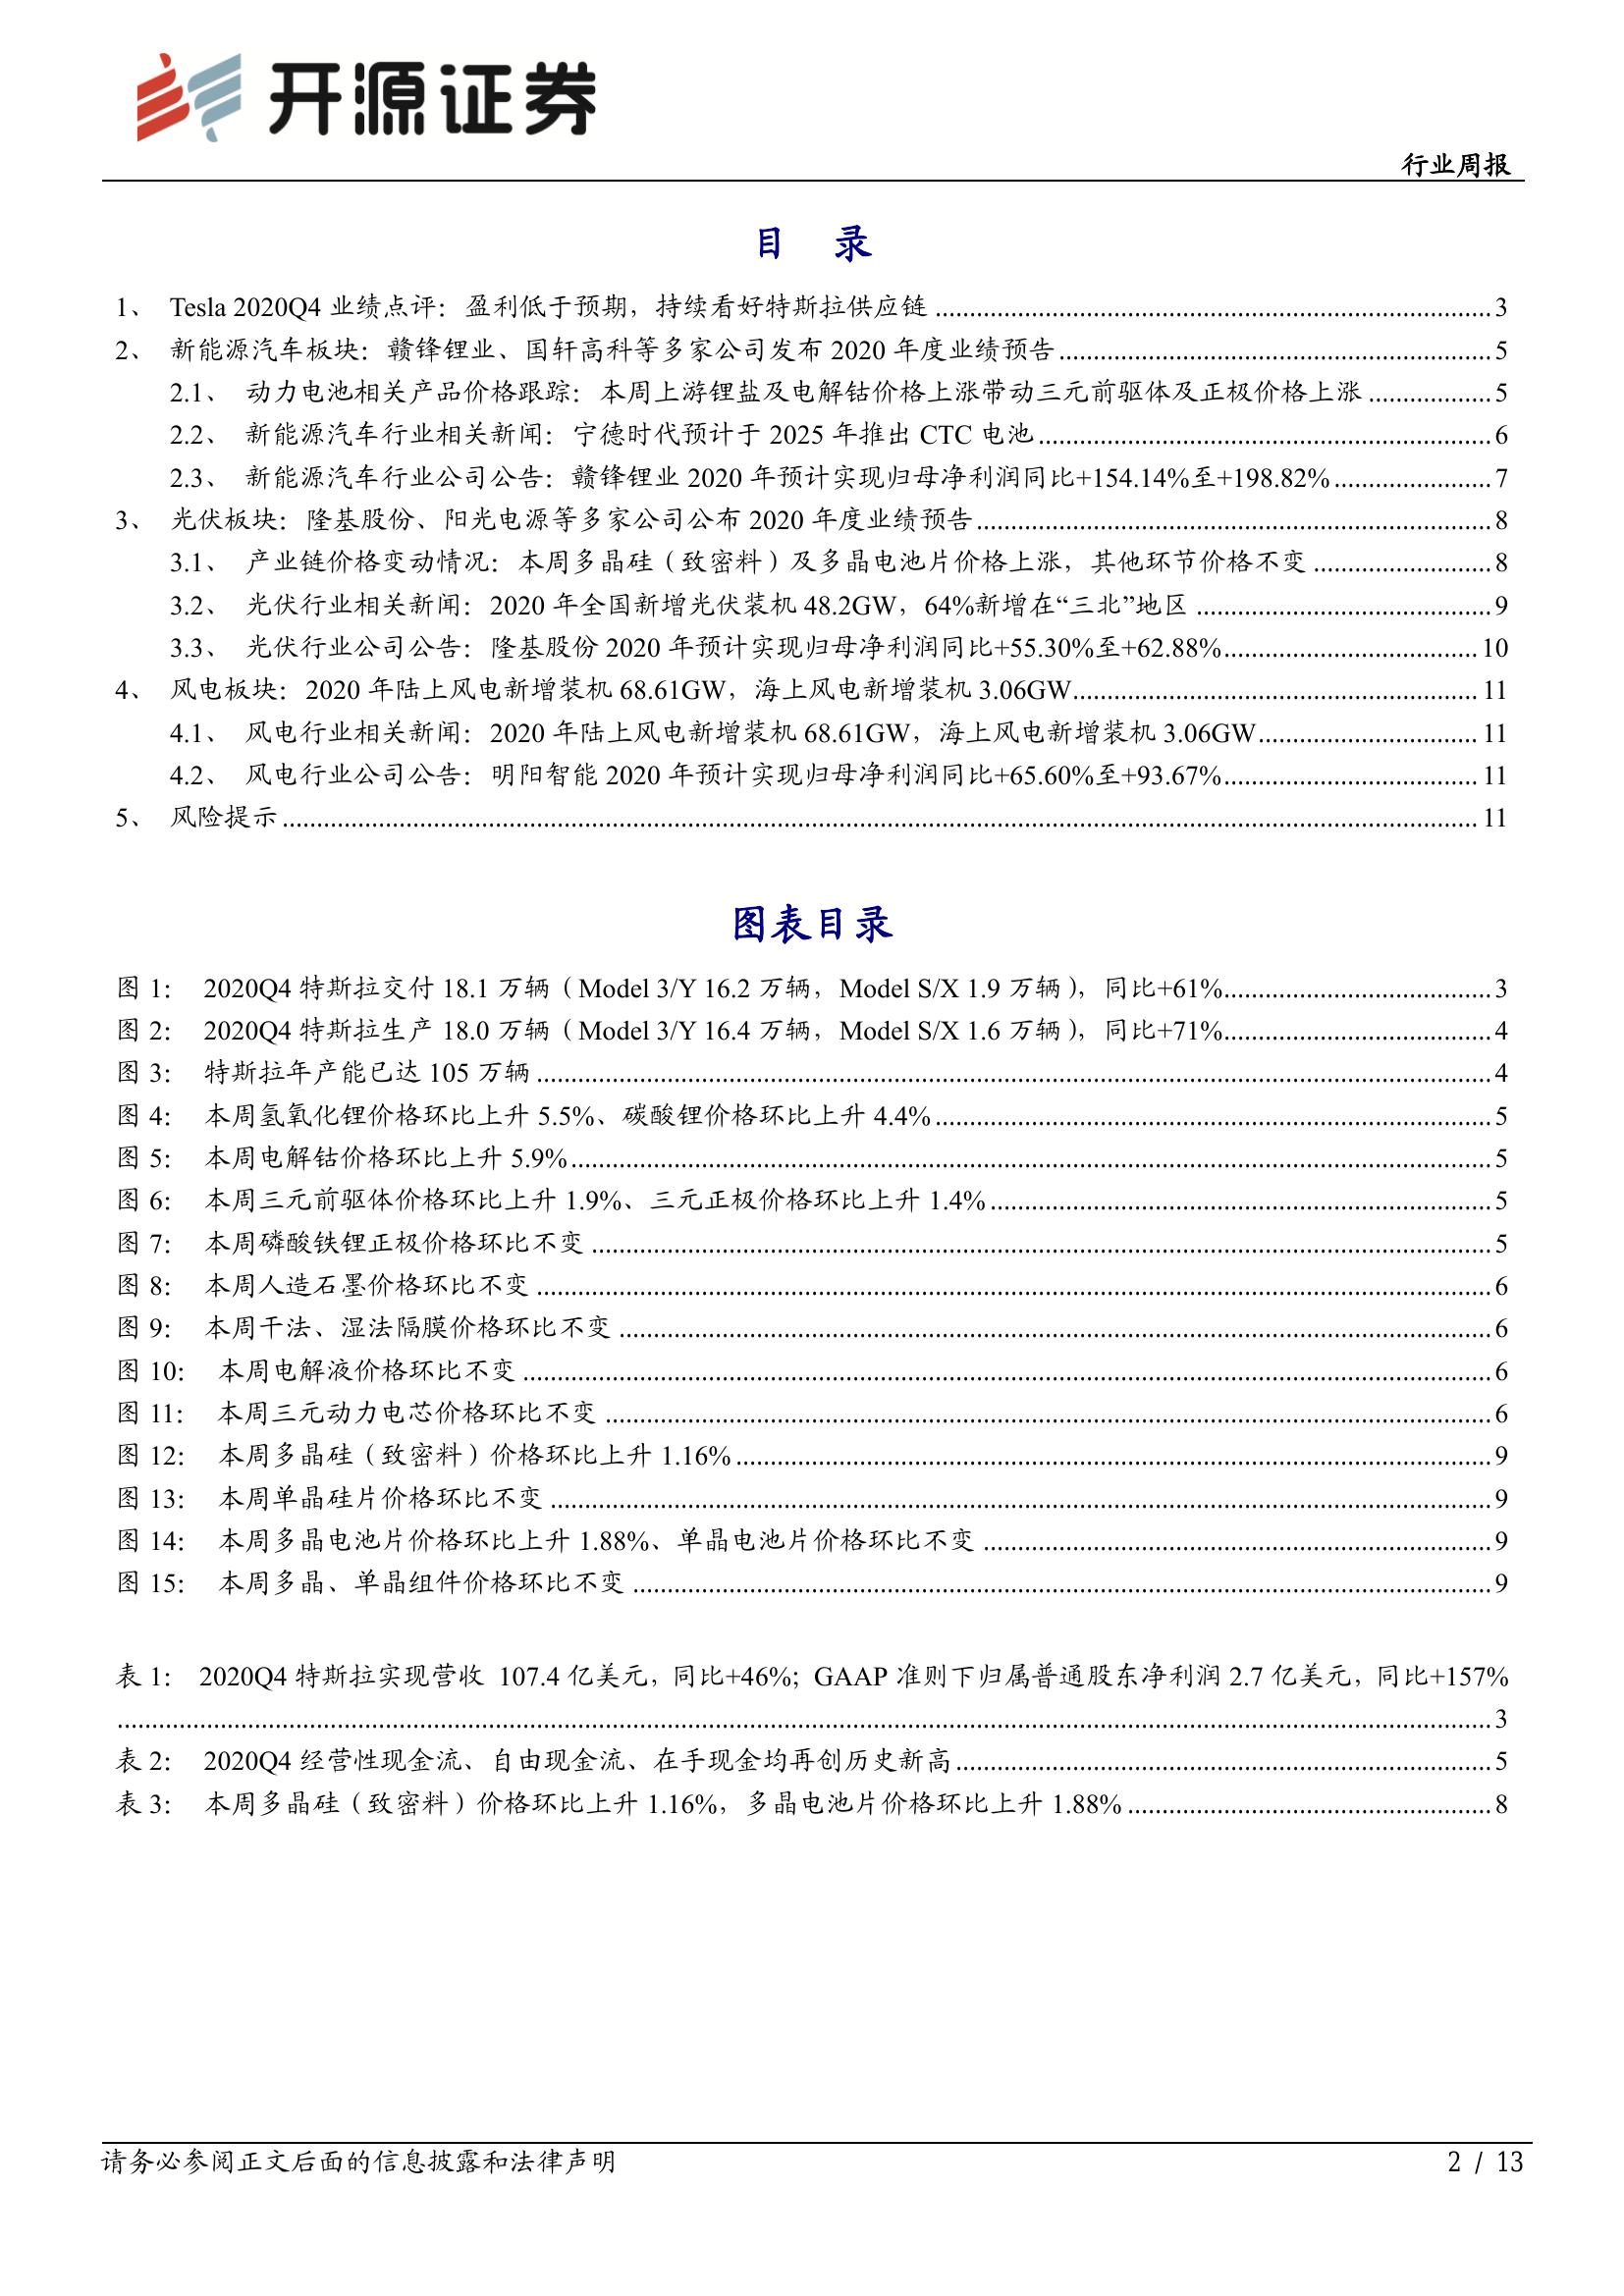 开源证券
行业周报
目 录
1、 Tesla 2020Q4 业绩点评：盈利低于预期，持续看好特斯拉供应链 ........ 3
2、 新能源汽车板块：赣锋锂业、国轩高科等多家公司发布 2020 年度业绩预告 ........ 5
2.1、 动力电池相关产品价格跟踪：本周上游锂盐及电解钴价格上涨带动三元前驱体及正极价格上涨 ........ 5
2.2、 新能源汽车行业相关新闻：宁德时代预计于 2025 年推出 CTC 电池 ........ 6
2.3、 新能源汽车行业公司公告：赣锋锂业 2020 年预计实现归母净利润同比+154.14%至+198.82% ........ 7
3、 光伏板块：隆基股份、阳光电源等多家公司公布 2020 年度业绩预告 ........ 8
3.1、 产业链价格变动情况：本周多晶硅（致密料）及多晶电池片价格上涨，其他环节价格不变 ........ 8
3.2、 光伏行业相关新闻：2020 年全国新增光伏装机 48.2GW，64%新增在“三北”地区 ........ 9
3.3、 光伏行业公司公告：隆基股份 2020 年预计实现归母净利润同比+55.30%至+62.88% ........ 10
4、 风电板块：2020 年陆上风电新增装机 68.61GW，海上风电新增装机 3.06GW ........ 11
4.1、 风电行业相关新闻：2020 年陆上风电新增装机 68.61GW，海上风电新增装机 3.06GW ........ 11
4.2、 风电行业公司公告：明阳智能 2020 年预计实现归母净利润同比+65.60%至+93.67% ........ 11
5、 风险提示 ........ 11
图表目录
图 1： 2020Q4 特斯拉交付 18.1 万辆（Model 3/Y 16.2 万辆，Model S/X 1.9 万辆），同比+61% ........ 3
图 2： 2020Q4 特斯拉生产 18.0 万辆（Model 3/Y 16.4 万辆，Model S/X 1.6 万辆），同比+71% ........ 4
图 3： 特斯拉年产能已达 105 万辆 ........ 4
图 4： 本周氢氧化锂价格环比上升 5.5%、碳酸锂价格环比上升 4.4% ........ 5
图 5： 本周电解钴价格环比上升 5.9% ........ 5
图 6： 本周三元前驱体价格环比上升 1.9%、三元正极价格环比上升 1.4% ........ 5
图 7： 本周磷酸铁锂正极价格环比不变 ........ 5
图 8： 本周人造石墨价格环比不变 ........ 6
图 9： 本周干法、湿法隔膜价格环比不变 ........ 6
图 10： 本周电解液价格环比不变 ........ 6
图 11： 本周三元动力电芯价格环比不变 ........ 6
图 12： 本周多晶硅（致密料）价格环比上升 1.16% ........ 9
图 13： 本周单晶硅片价格环比不变 ........ 9
图 14： 本周多晶电池片价格环比上升 1.88%、单晶电池片价格环比不变 ........ 9
图 15： 本周多晶、单晶组件价格环比不变 ........ 9
表 1： 2020Q4 特斯拉实现营收 107.4 亿美元，同比+46%；GAAP 准则下归属普通股东净利润 2.7 亿美元，同比+157%
........ 3
表 2： 2020Q4 经营性现金流、自由现金流、在手现金均再创历史新高 ........ 5
表 3： 本周多晶硅（致密料）价格环比上升 1.16%，多晶电池片价格环比上升 1.88% ........ 8
请务必参阅正文后面的信息披露和法律声明
2 / 13